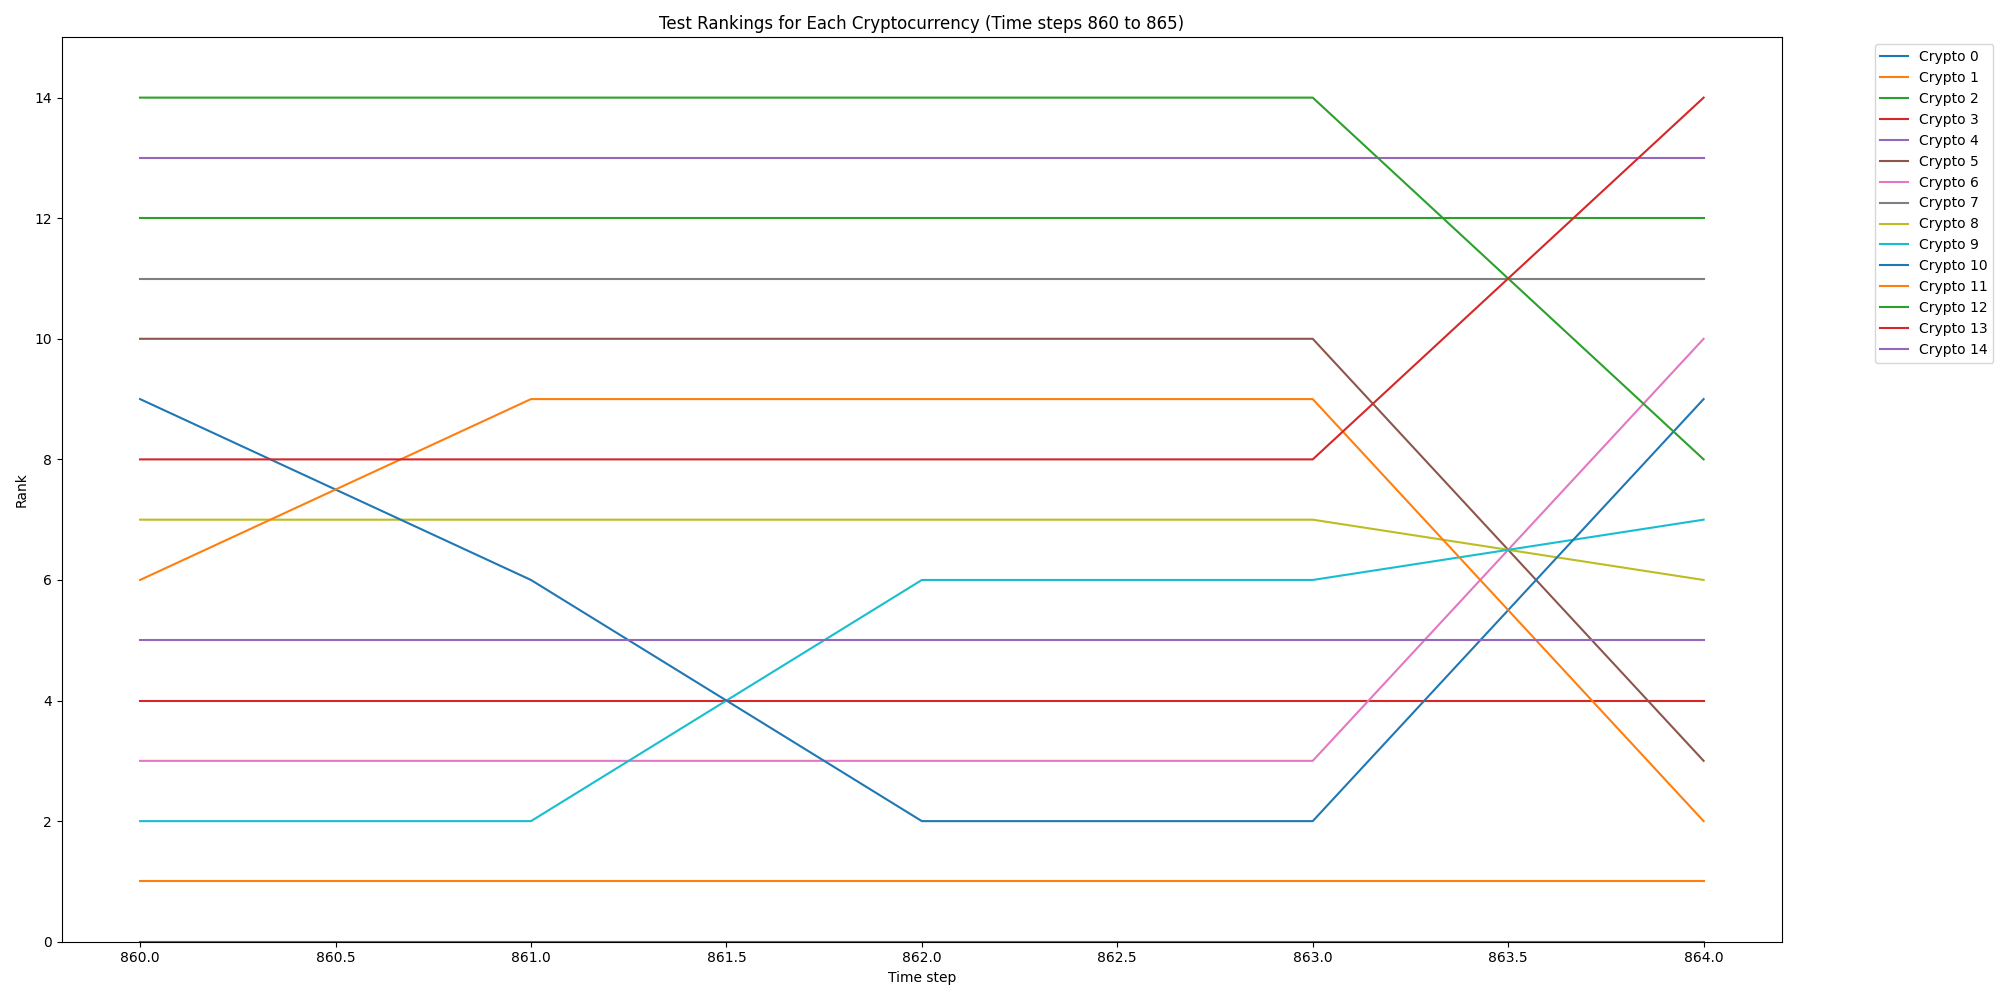 Test Rankings for Each Cryptocurrency (Time steps 860 to 865)
14
12
10
8
6
4
2
0
Rank
860.0 860.5 861.0 861.5 862.0 862.5 863.0 863.5 864.0
Time step
Crypto 0
Crypto 1
Crypto 2
Crypto 3
Crypto 4
Crypto 5
Crypto 6
Crypto 7
Crypto 8
Crypto 9
Crypto 10
Crypto 11
Crypto 12
Crypto 13
Crypto 14